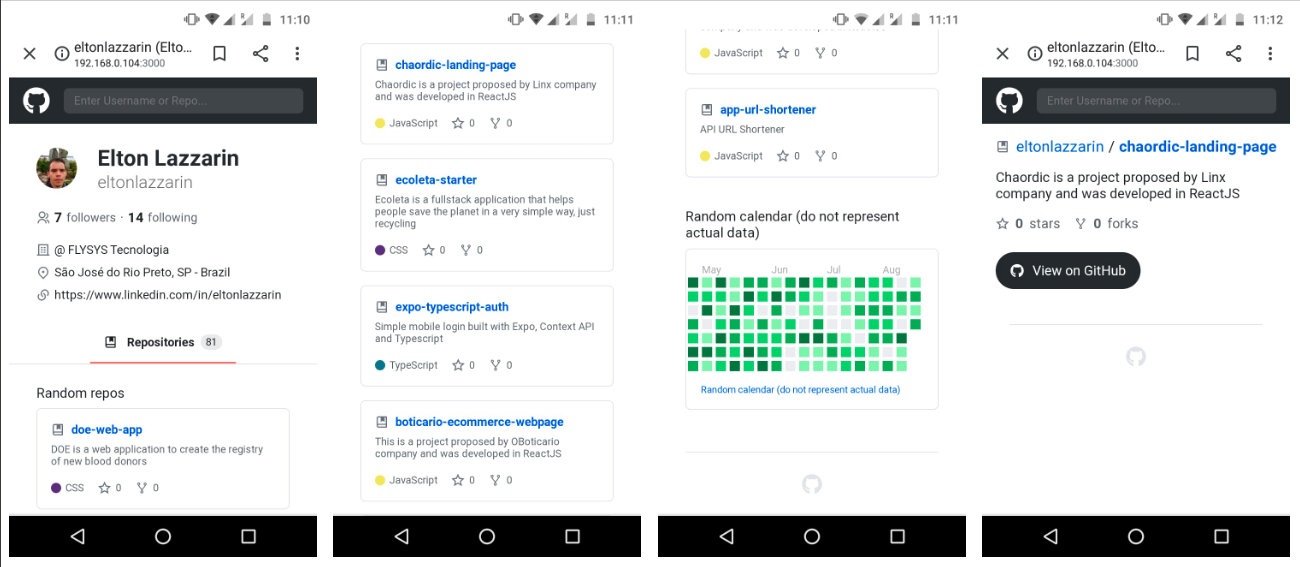 11:10
eltonlazzarin (Elto...
192.168.0.104:3000
Enter Username or Repo...
Elton Lazzarin
eltonlazzarin
7 followers · 14 following
@ FLYSYS Tecnologia
São José do Rio Preto, SP - Brazil
https://www.linkedin.com/in/eltonlazzarin
Repositories 81
Random repos
doe-web-app
DOE is a web application to create the registry
of new blood donors
CSS 0 0
11:11
chaordic-landing-page
Chaordic is a project proposed by Linx company
and was developed in ReactJS
JavaScript 0 0
ecoleta-starter
Ecoleta is a fullstack application that helps
people save the planet in a very simple way, just
recycling
CSS 0 0
expo-typescript-auth
Simple mobile login built with Expo, Context API
and Typescript
TypeScript 0 0
boticario-ecommerce-webpage
This is a project proposed by OBoticario
company and was developed in ReactJS
JavaScript 0 0
11:11
JavaScript 0 0
app-url-shortener
API URL Shortener
JavaScript 0 0
Random calendar (do not represent
actual data)
May Jun Jul Aug
Random calendar (do not represent actual data)
11:12
eltonlazzarin (Elto...
192.168.0.104:3000
Enter Username or Repo...
eltonlazzarin / chaordic-landing-page
Chaordic is a project proposed by Linx
company and was developed in ReactJS
0 stars 0 forks
View on GitHub